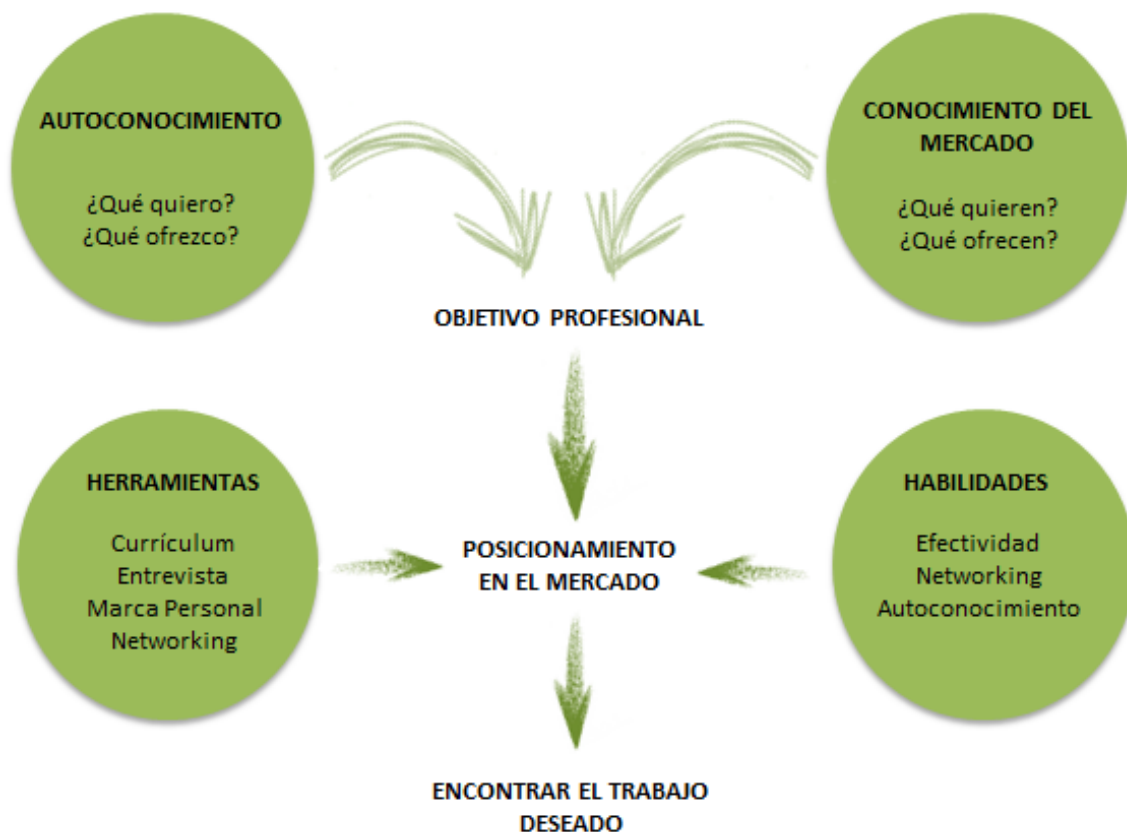 AUTOCONOCIMIENTO
¿Qué quiero?
¿Qué ofrezco?
CONOCIMIENTO DEL
MERCADO
¿Qué quieren?
¿Qué ofrecen?
OBJETIVO PROFESIONAL
HERRAMIENTAS
Currículum
Entrevista
Marca Personal
Networking
POSICIONAMIENTO
EN EL MERCADO
HABILIDADES
Efectividad
Networking
Autoconocimiento
ENCONTRAR EL TRABAJO
DESEADO